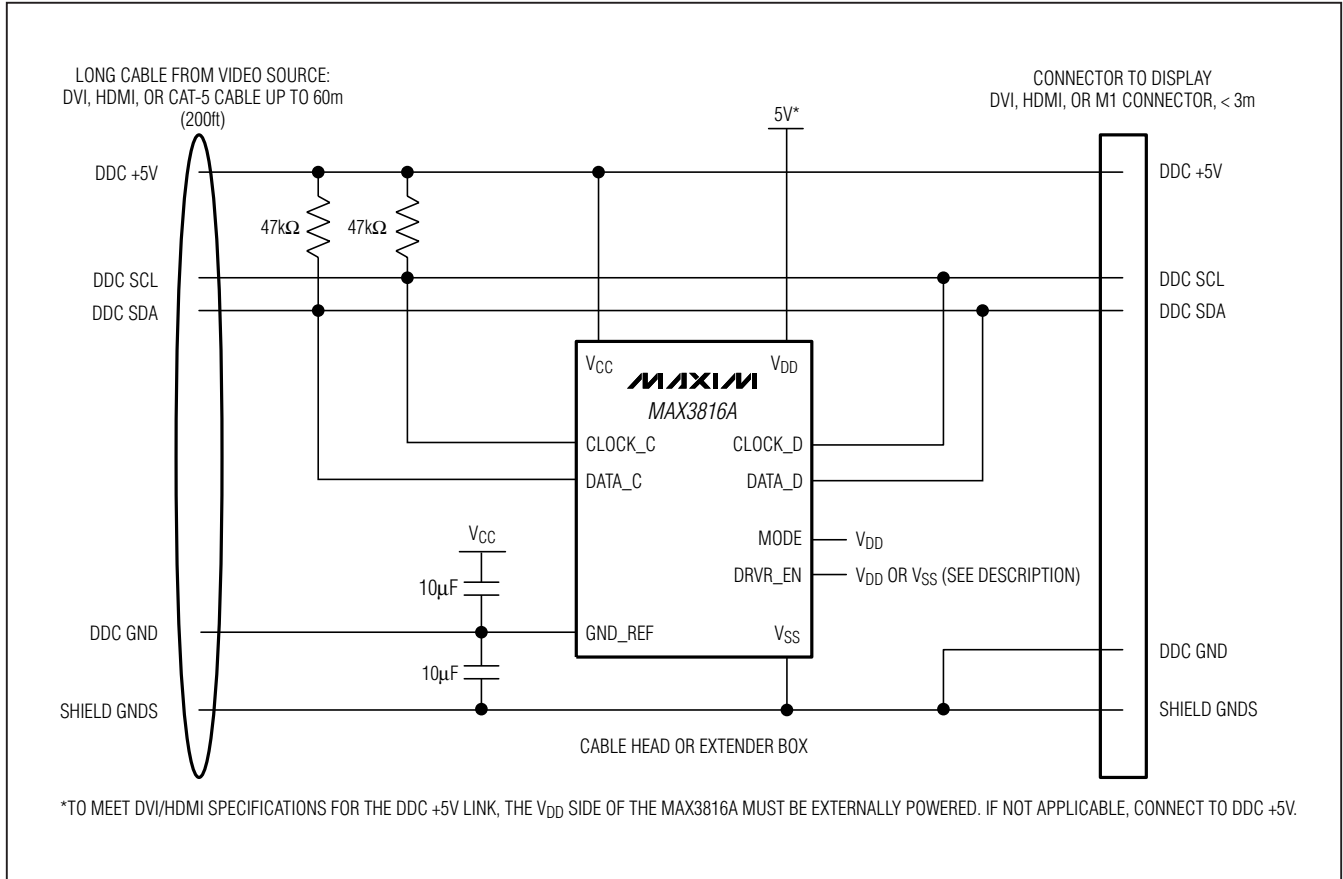 LONG CABLE FROM VIDEO SOURCE:
DVI, HDMI, OR CAT-5 CABLE UP TO 60m
(200ft)
CONNECTOR TO DISPLAY
DVI, HDMI, OR M1 CONNECTOR, < 3m
5V*
DDC +5V
DDC +5V
47kΩ
47kΩ
DDC SCL
DDC SCL
DDC SDA
DDC SDA
VCC
VDD
MAXIM
MAX3816A
CLOCK_C
CLOCK_D
DATA_C
DATA_D
MODE
VDD
VCC
DRVR_EN
VDD OR VSS (SEE DESCRIPTION)
10µF
DDC GND
GND_REF
VSS
DDC GND
10µF
SHIELD GNDS
SHIELD GNDS
CABLE HEAD OR EXTENDER BOX
*TO MEET DVI/HDMI SPECIFICATIONS FOR THE DDC +5V LINK, THE VDD SIDE OF THE MAX3816A MUST BE EXTERNALLY POWERED. IF NOT APPLICABLE, CONNECT TO DDC +5V.